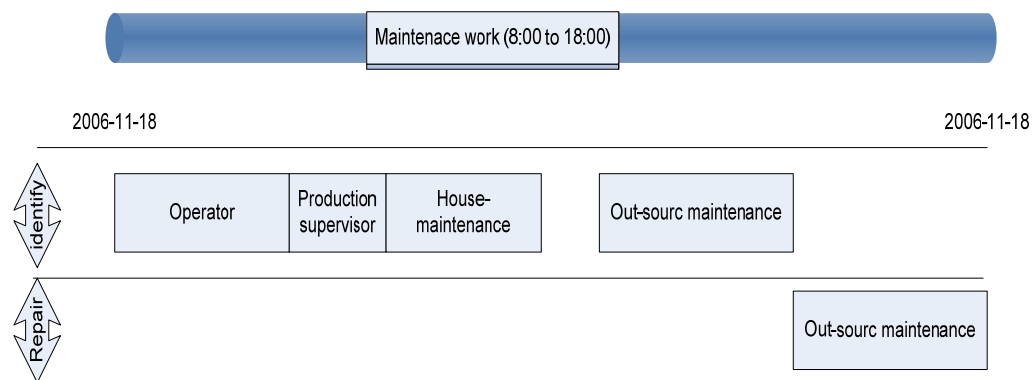 Maintenace work (8:00 to 18:00)
2006-11-18
2006-11-18
identify
Operator
Production
supervisor
House-
maintenance
Out-sourc maintenance
Repair
Out-sourc maintenance